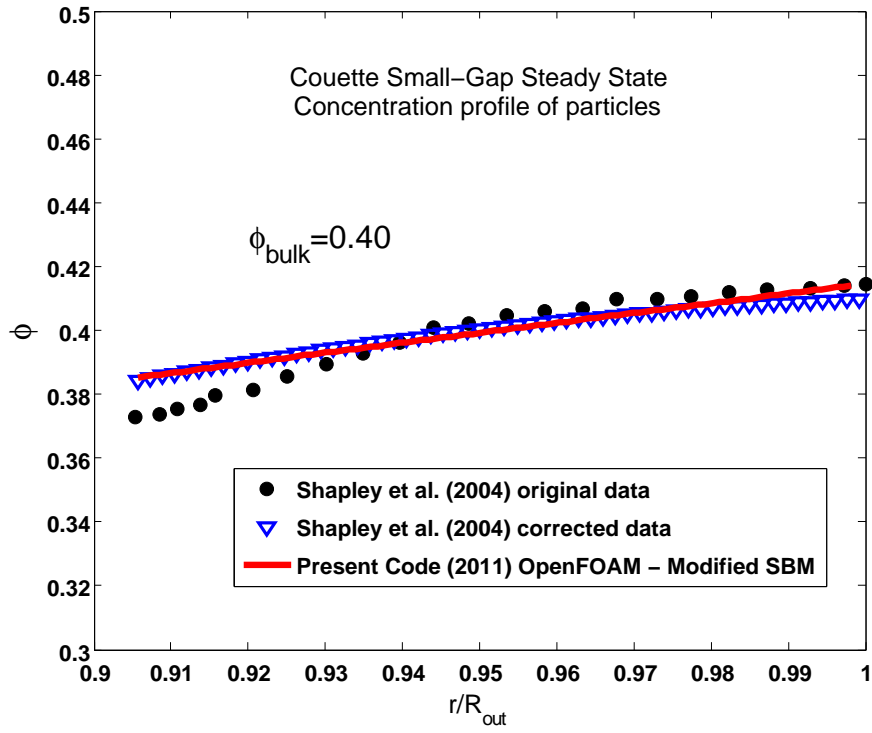 0.5
0.48
0.46
0.44
0.42
0.4
0.38
0.36
0.34
0.32
0.3
ϕ
Couette Small−Gap Steady State
Concentration profile of particles
ϕbulk=0.40
Shapley et al. (2004) original data
Shapley et al. (2004) corrected data
Present Code (2011) OpenFOAM − Modified SBM
0.9 0.91 0.92 0.93 0.94 0.95 0.96 0.97 0.98 0.99 1
r/Rout